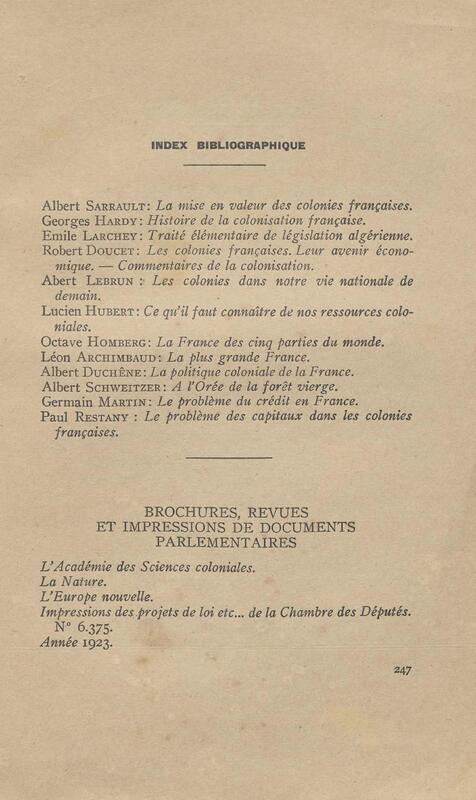 INDEX BIBLIOGRAPHIQUE
Albert SARRAULT: La mise en valeur des colonies françaises.
Georges HARDY: Histoire de la colonisation française.
Emile LARCHEY: Traité élémentaire de législation algérienne.
Robert DOUCET: Les colonies françaises. Leur avenir écono-
mique. — Commentaires de la colonisation.
Abert LEBRUN : Les colonies dans notre vie nationale de
demain.
Lucien HUBERT: Ce qu'il faut connaître de nos ressources colo-
niales.
Octave HOMBERG: La France des cinq parties du monde.
Léon ARCHIMBAUD: La plus grande France.
Albert DUCHÊNE: La politique coloniale de la France.
Albert SCHWEITZER: A l'Orée de la forêt vierge.
Germain MARTIN: Le problème du crédit en France.
Paul RESTANY : Le problème des capitaux dans les colonies
françaises.
BROCHURES, REVUES
ET IMPRESSIONS DE DOCUMENTS
PARLEMENTAIRES
L'Académie des Sciences coloniales.
La Nature.
L'Europe nouvelle.
Impressions des projets de loi etc... de la Chambre des Députés.
N° 6.375.
Année 1923.
247